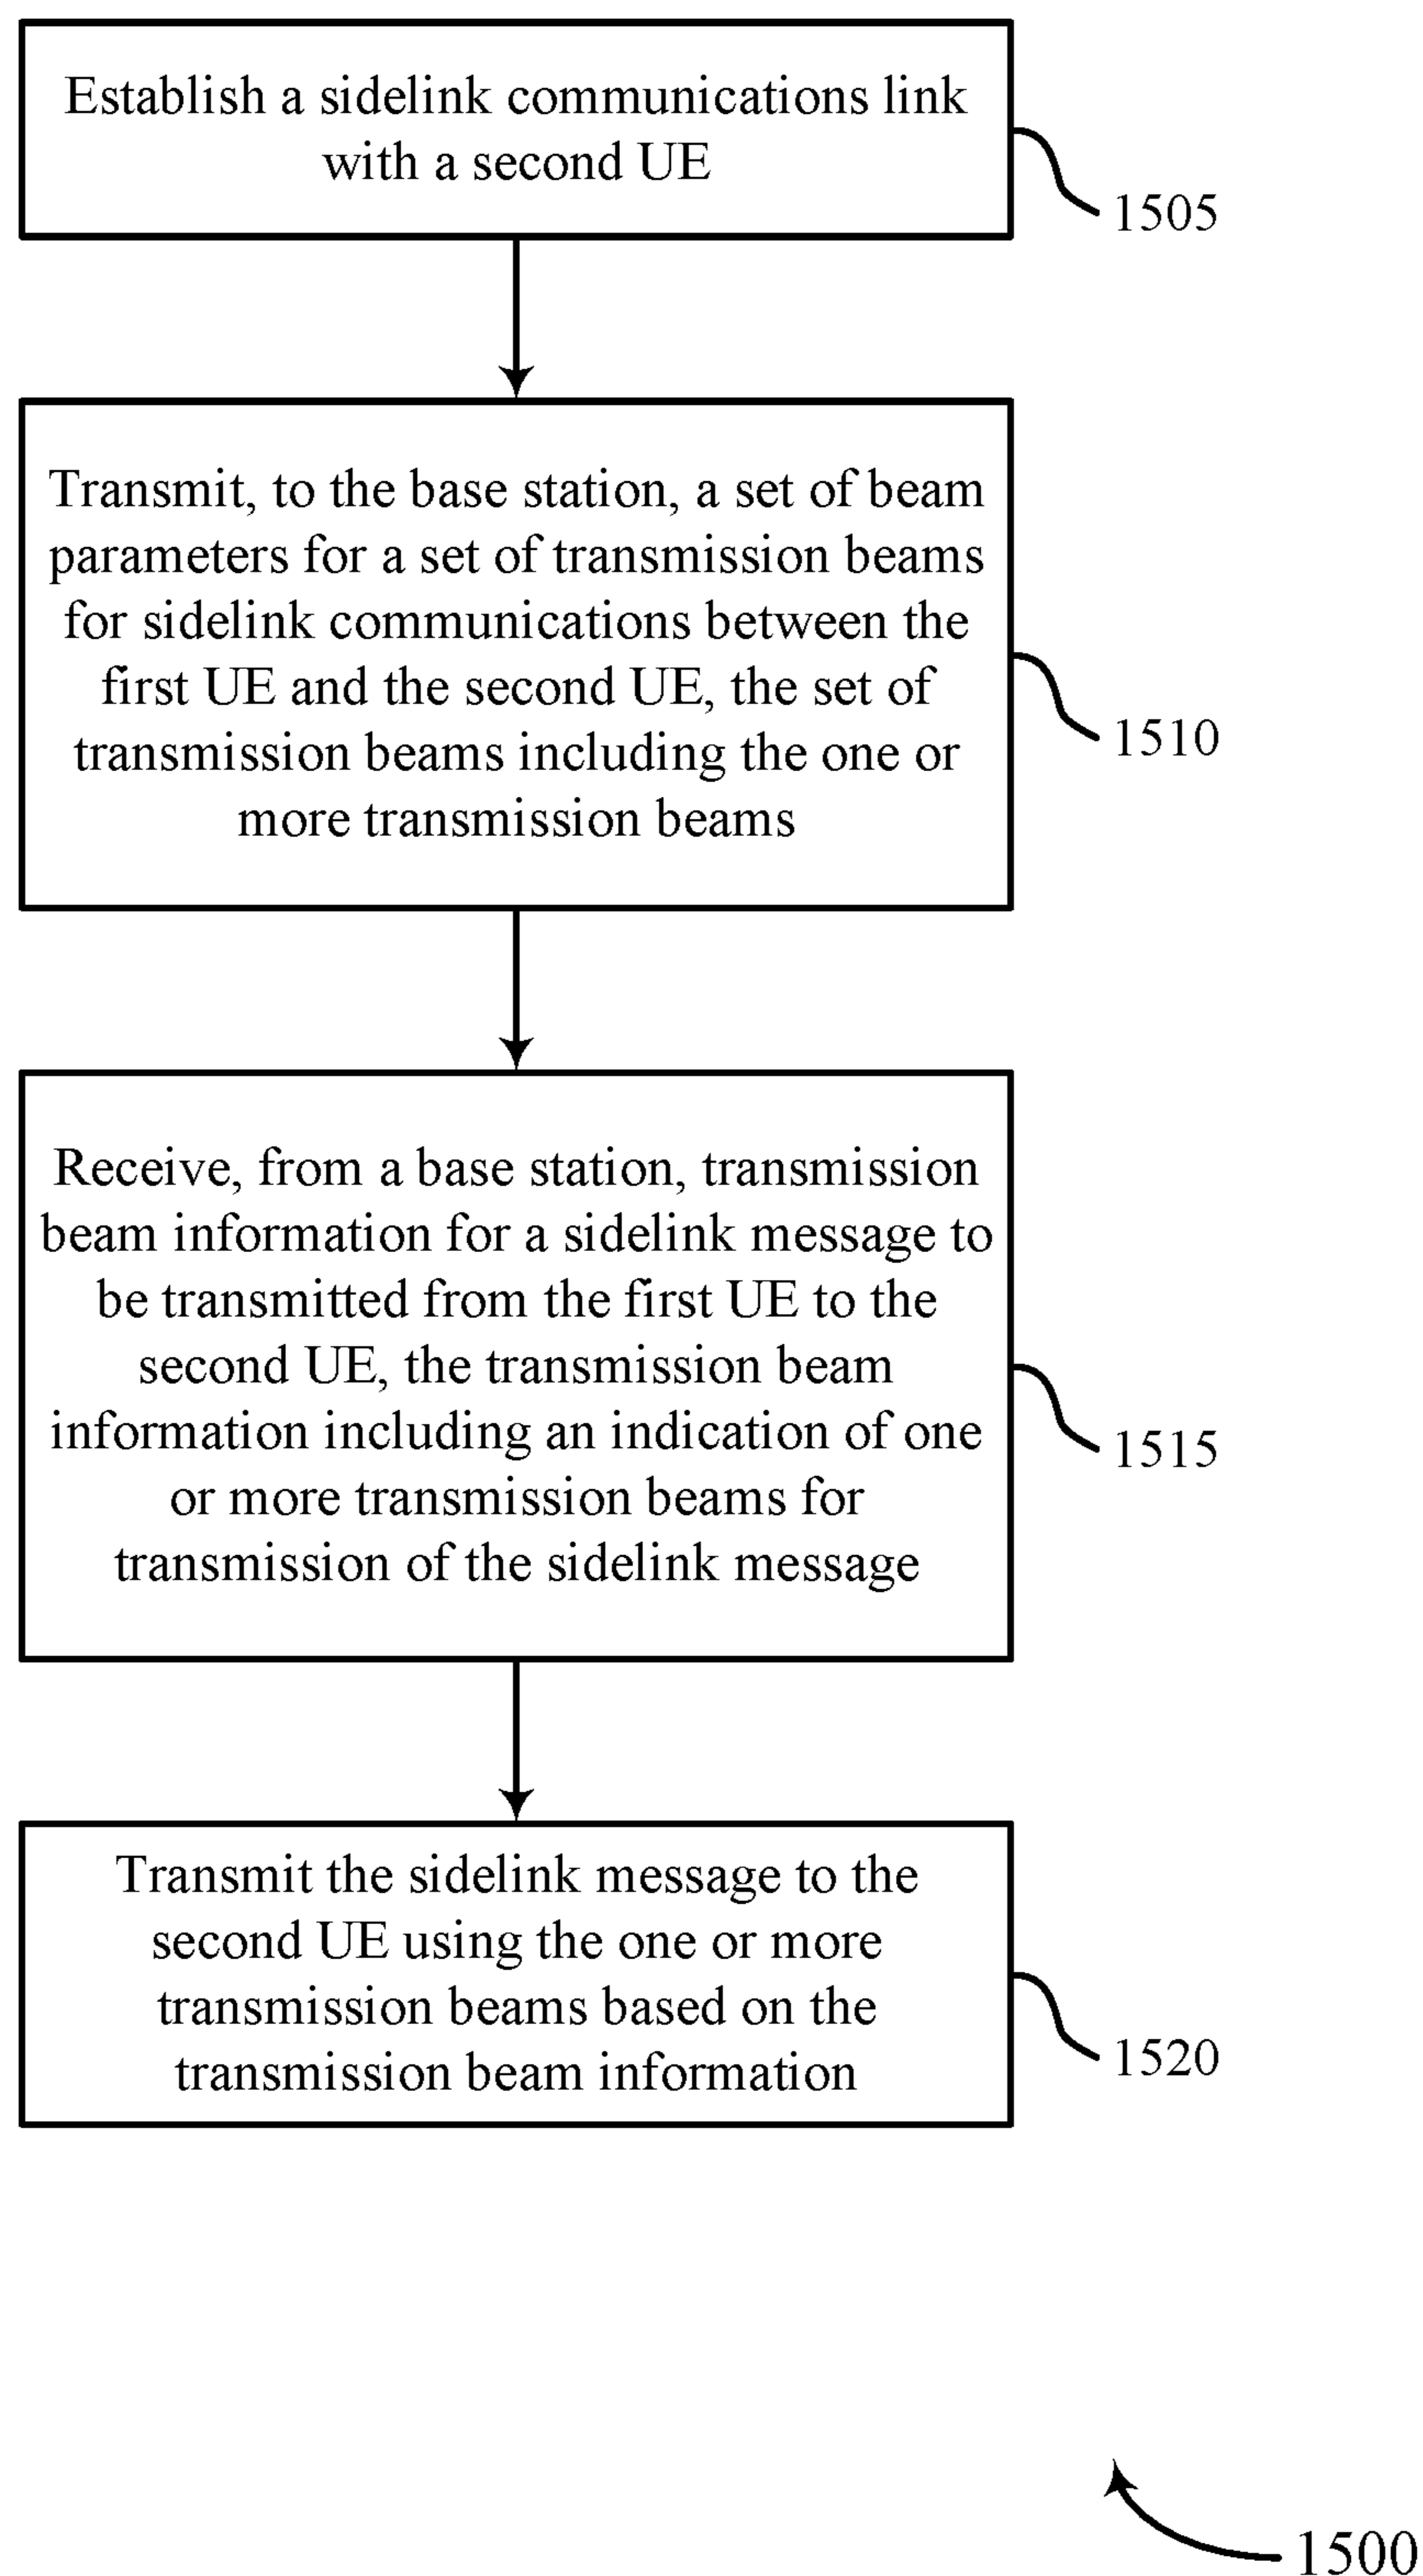 Establish a sidelink communications link
with a second UE
1505
Transmit, to the base station, a set of beam
parameters for a set of transmission beams
for sidelink communications between the
first UE and the second UE, the set of
transmission beams including the one or
more transmission beams
1510
Receive, from a base station, transmission
beam information for a sidelink message to
be transmitted from the first UE to the
second UE, the transmission beam
information including an indication of one
or more transmission beams for
transmission of the sidelink message
1515
Transmit the sidelink message to the
second UE using the one or more
transmission beams based on the
transmission beam information
1520
1500